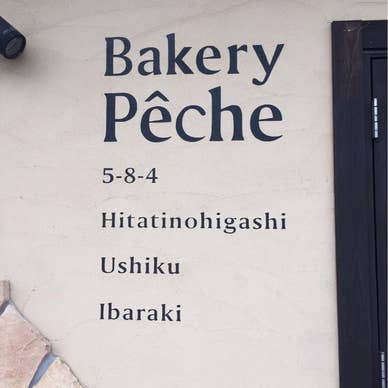 Bakery
Pêche
5-8-4
Hitatinohigashi
Ushiku
Ibaraki